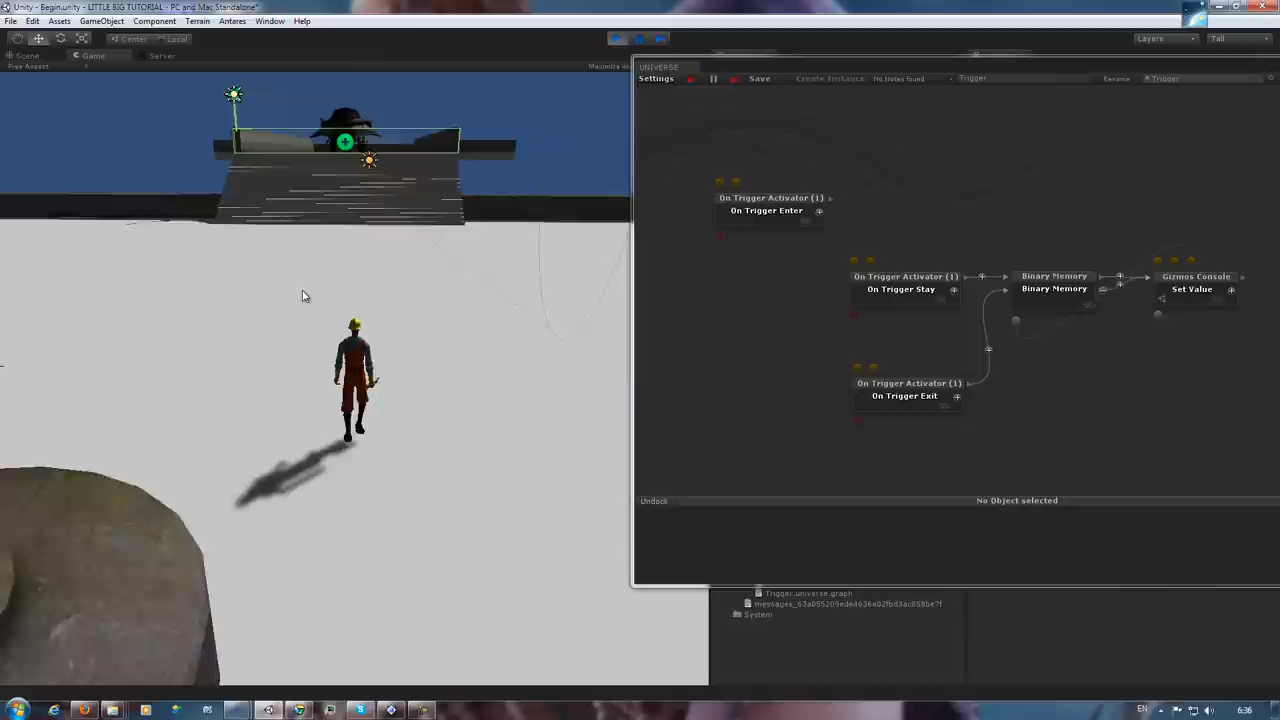 Unity - Begin.unity - LITTLE BIG TUTORIAL - PC and Mac Standalone*
File Edit Assets GameObject Component Terrain Antares Window Help
Center Local Layers Tall
Scene Game Server
Free Aspect Maximize
UNIVERSE
Settings Save Create Instance No Notes found Trigger Rename Trigger
On Trigger Activator (1)
On Trigger Enter
On Trigger Activator (1)
On Trigger Stay
Binary Memory
Binary Memory
Gizmos Console
Set Value
On Trigger Activator (1)
On Trigger Exit
Undock No Object selected
Trigger.universe.graph
messages_63a055209ede4636a02fbd3ac858be7f
System
EN 6:36